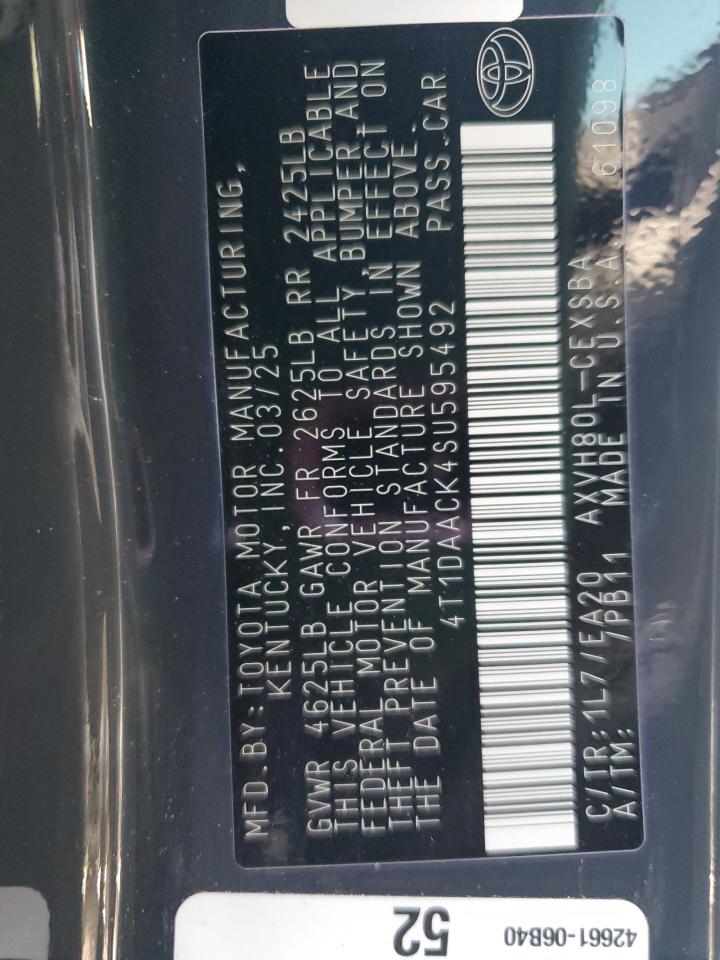 MFD.BY:TOYOTA MOTOR MANUFACTURING,
KENTUCKY,INC.03/25
GVWR 4625LB GAWR FR 2625LB RR 2425LB
THIS VEHICLE CONFORMS TO ALL APPLICABLE
FEDERAL MOTOR VEHICLE SAFETY,BUMPER,AND
THEFT PREVENTION STANDARDS IN EFFECT ON
THE DATE OF MANUFACTURE SHOWN ABOVE.
4T1DAACK4SU595492 PASS.CAR
C/TR:1L7/EA20 AXVH80L-CEXSBA
A/TM: /PB11 MADE IN U.S.A 61098
52
42661-06B40